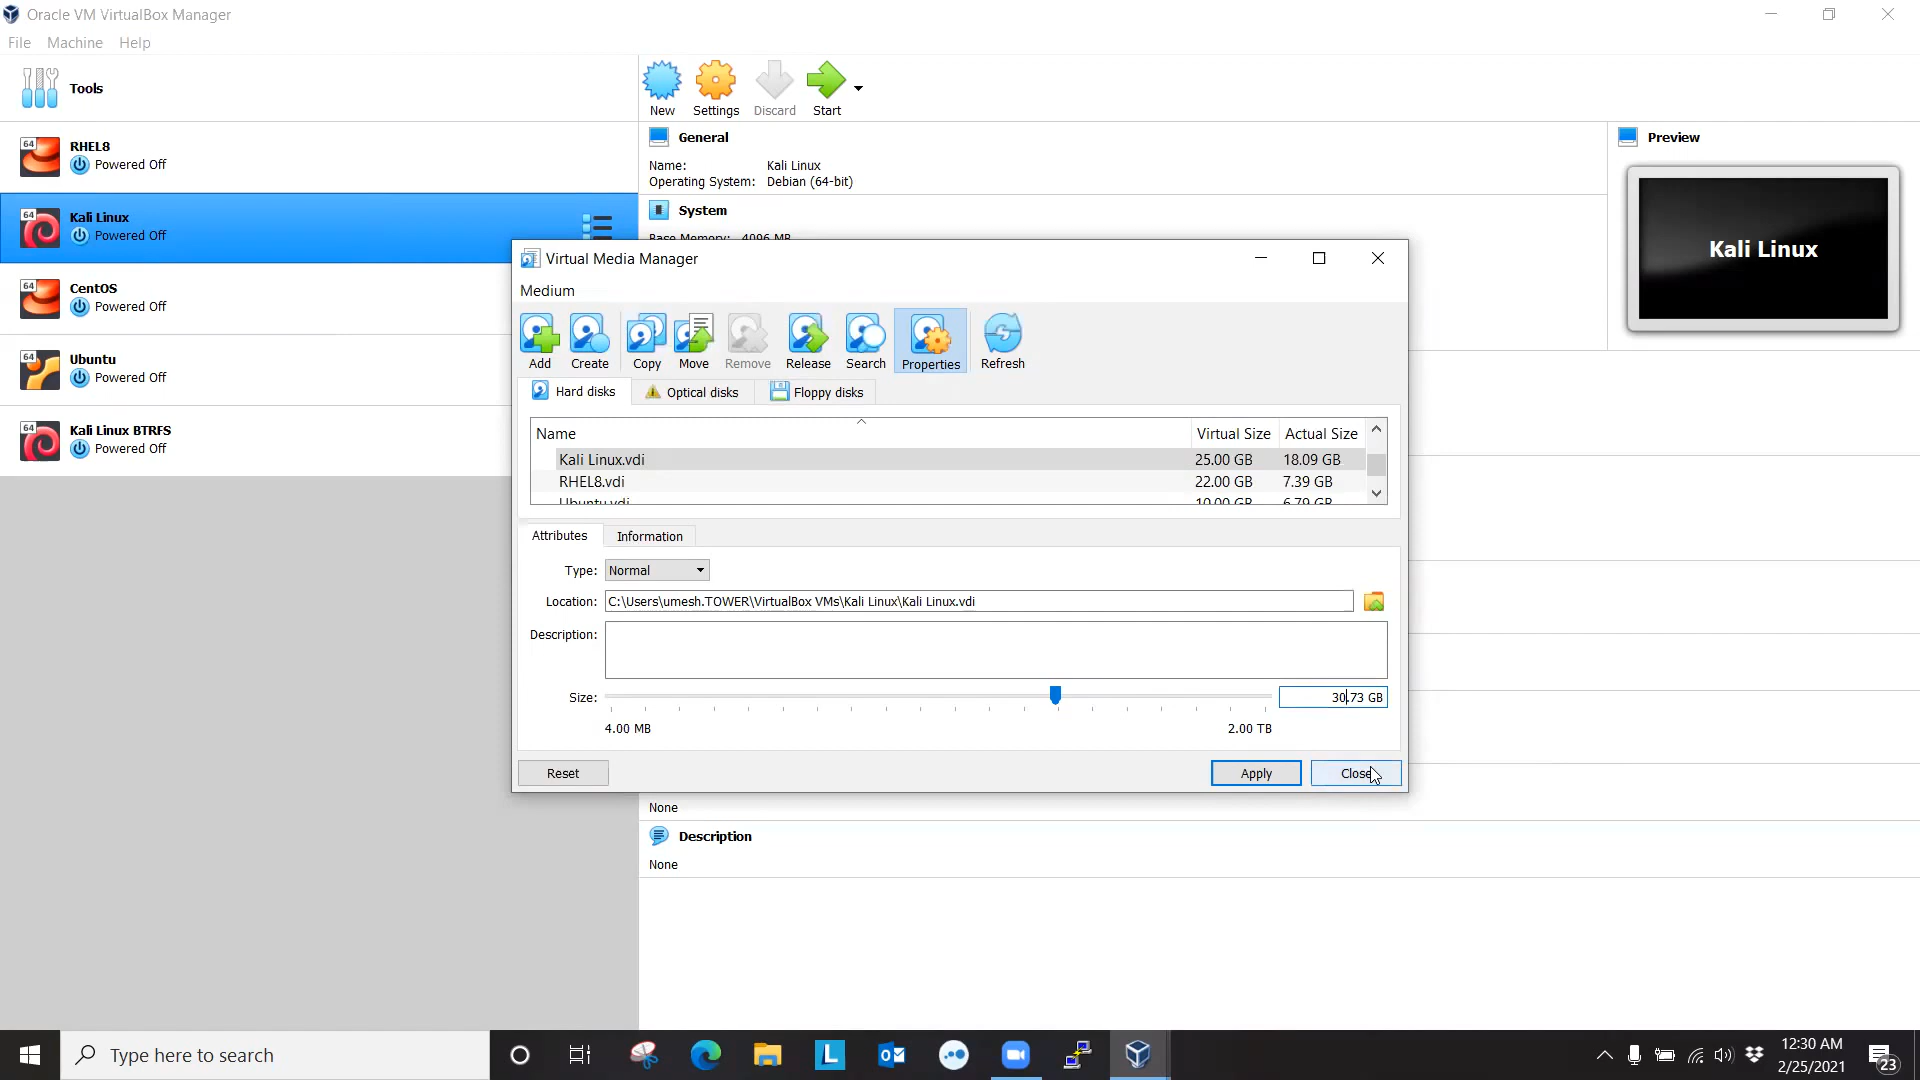 Oracle VM VirtualBox Manager
File Machine Help
Tools
New Settings Discard Start
General
Name: Kali Linux
Operating System: Debian (64-bit)
System
Base Memory: 4096 MB
Preview
Kali Linux
64
RHEL8
Powered Off
64
Kali Linux
Powered Off
64
CentOS
Powered Off
64
Ubuntu
Powered Off
64
Kali Linux BTRFS
Powered Off
Virtual Media Manager
Medium
Add Create Copy Move Remove Release Search Properties Refresh
Hard disks Optical disks Floppy disks
Name Virtual Size Actual Size
Kali Linux.vdi 25.00 GB 18.09 GB
RHEL8.vdi 22.00 GB 7.39 GB
Ubuntu.vdi 10.00 GB 6.79 GB
Attributes Information
Type: Normal
Location: C:\Users\umesh.TOWER\VirtualBox VMs\Kali Linux\Kali Linux.vdi
Description:
Size: 30.73 GB
4.00 MB 2.00 TB
Reset Apply Close
None
Description
None
Type here to search
L
12:30 AM
2/25/2021
23